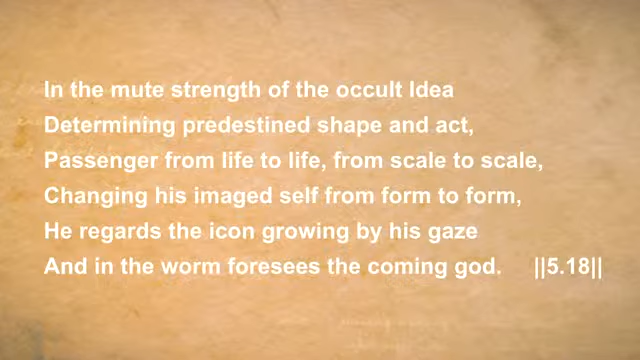 In the mute strength of the occult Idea
Determining predestined shape and act,
Passenger from life to life, from scale to scale,
Changing his imaged self from form to form,
He regards the icon growing by his gaze
And in the worm foresees the coming god. ||5.18||